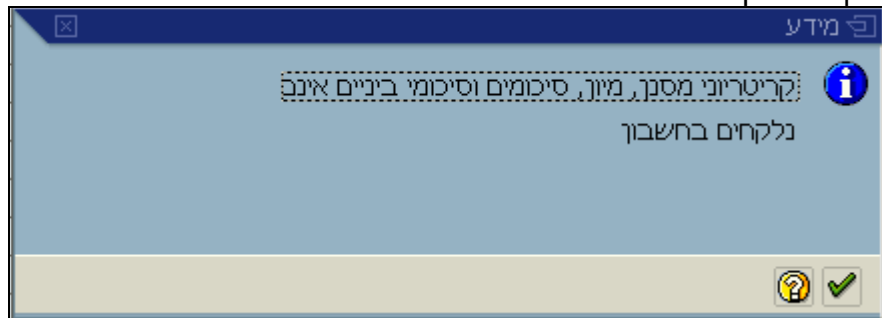 מידע
קריטריוני מסנן, מיון, סיכומים וסיכומי ביניים אינם
נלקחים בחשבון